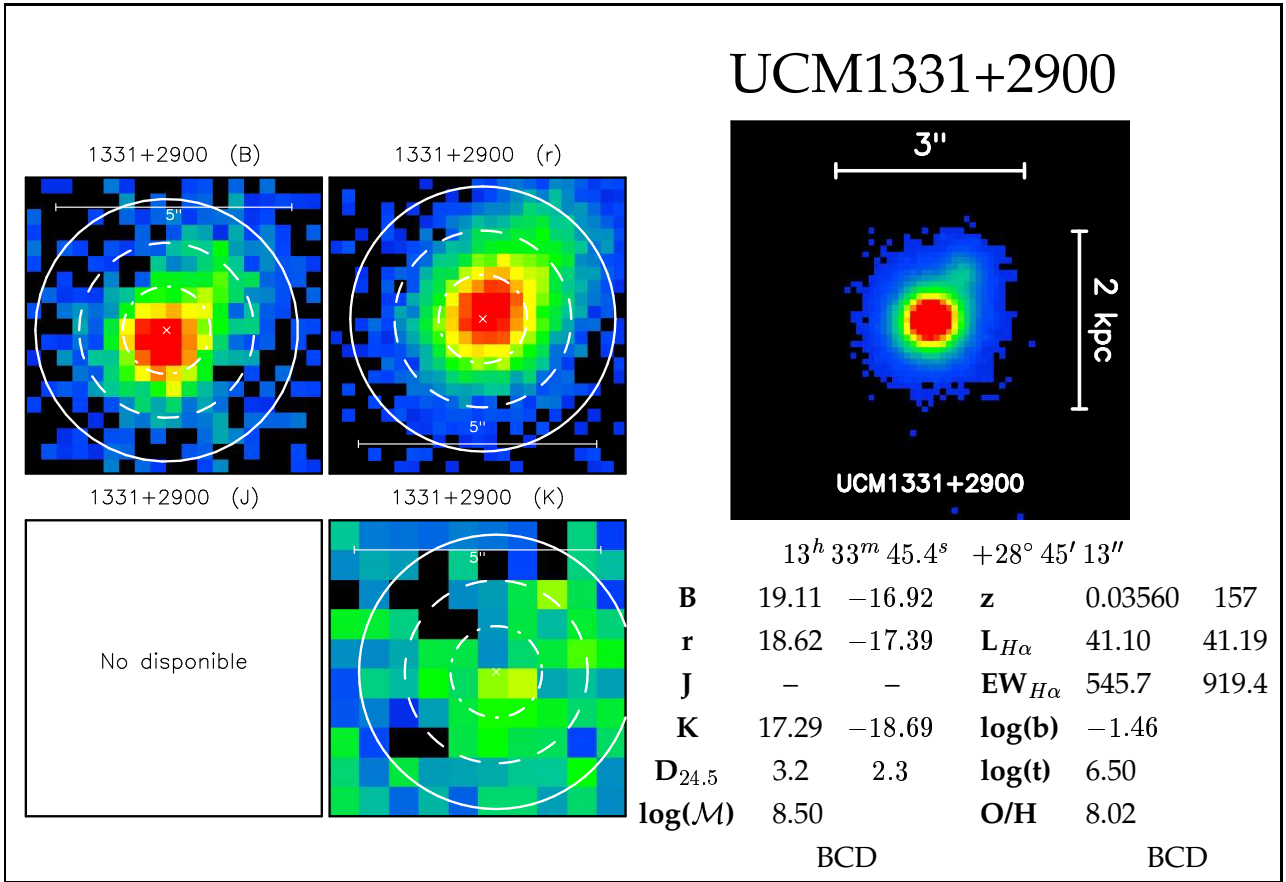 UCM1331+2900
1331+2900 (B)
1331+2900 (r)
5"
5"
3"
2 kpc
UCM1331+2900
1331+2900 (J)
1331+2900 (K)
No disponible
5"
13ʰ 33ᵐ 45.4ˢ +28° 45′ 13″
B 19.11 −16.92 z 0.03560 157
r 18.62 −17.39 L_Hα 41.10 41.19
J – – EW_Hα 545.7 919.4
K 17.29 −18.69 log(b) −1.46
D_24.5 3.2 2.3 log(t) 6.50
log(ℳ) 8.50 O/H 8.02
BCD BCD